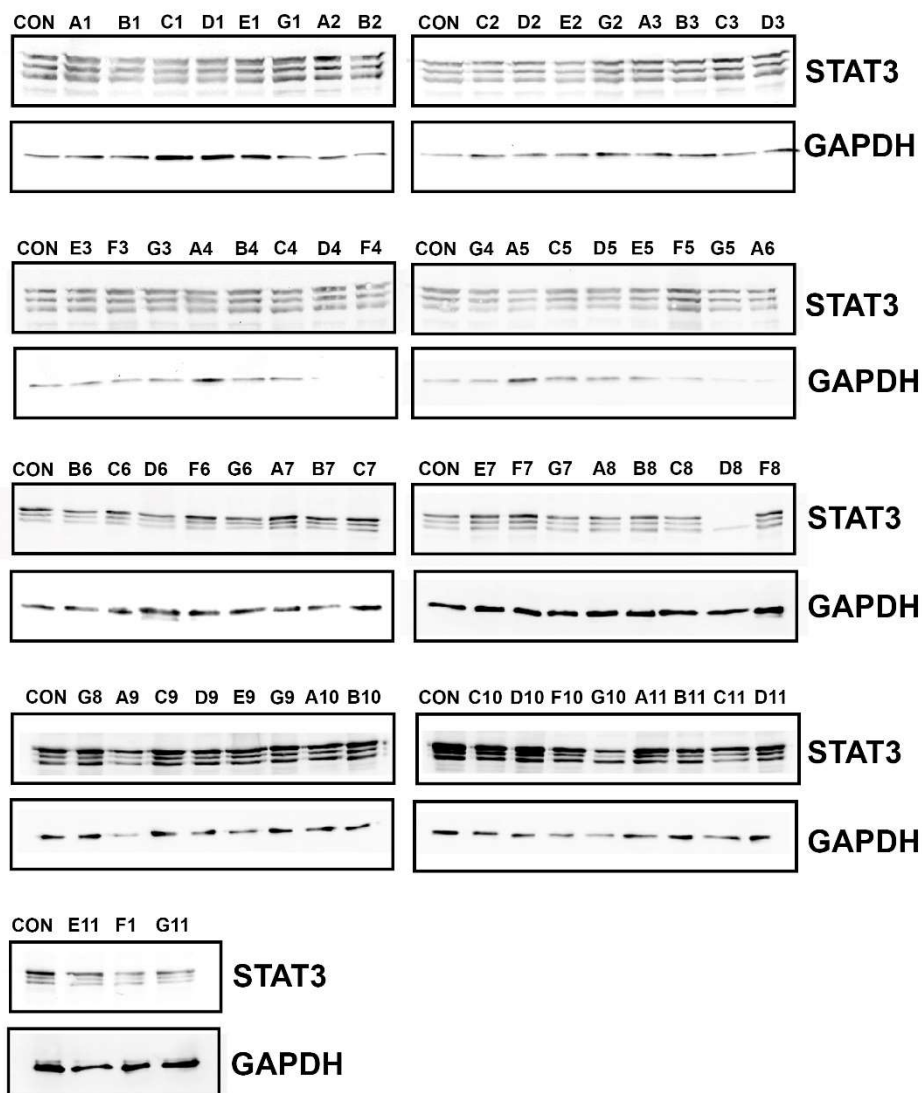 CON A1 B1 C1 D1 E1 G1 A2 B2
CON C2 D2 E2 G2 A3 B3 C3 D3
STAT3
GAPDH
CON E3 F3 G3 A4 B4 C4 D4 F4
CON G4 A5 C5 D5 E5 F5 G5 A6
STAT3
GAPDH
CON B6 C6 D6 F6 G6 A7 B7 C7
CON E7 F7 G7 A8 B8 C8 D8 F8
STAT3
GAPDH
CON G8 A9 C9 D9 E9 G9 A10 B10
CON C10 D10 F10 G10 A11 B11 C11 D11
STAT3
GAPDH
CON E11 F1 G11
STAT3
GAPDH